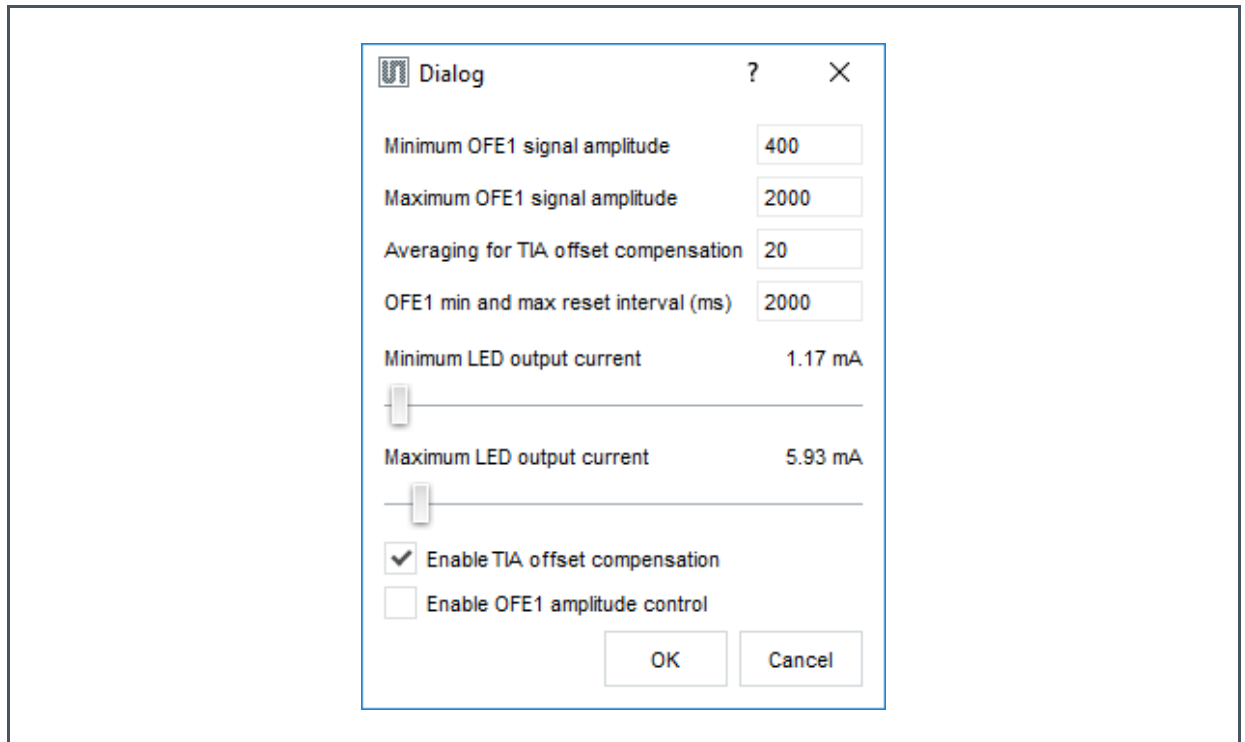 Dialog ?
Minimum OFE1 signal amplitude 400
Maximum OFE1 signal amplitude 2000
Averaging for TIA offset compensation 20
OFE1 min and max reset interval (ms) 2000
Minimum LED output current 1.17 mA
Maximum LED output current 5.93 mA
Enable TIA offset compensation
Enable OFE1 amplitude control
OK Cancel